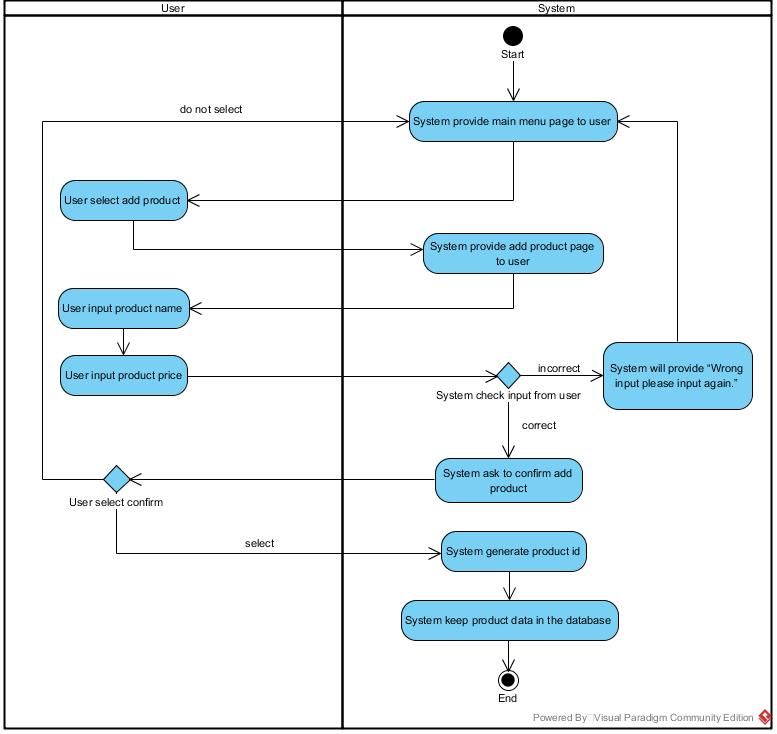 User
System
Start
do not select
System provide main menu page to user
User select add product
System provide add product page
to user
User input product name
User input product price
incorrect
System will provide “Wrong
input please input again.”
System check input from user
correct
System ask to confirm add
product
User select confirm
select
System generate product id
System keep product data in the database
End
Powered By Visual Paradigm Community Edition